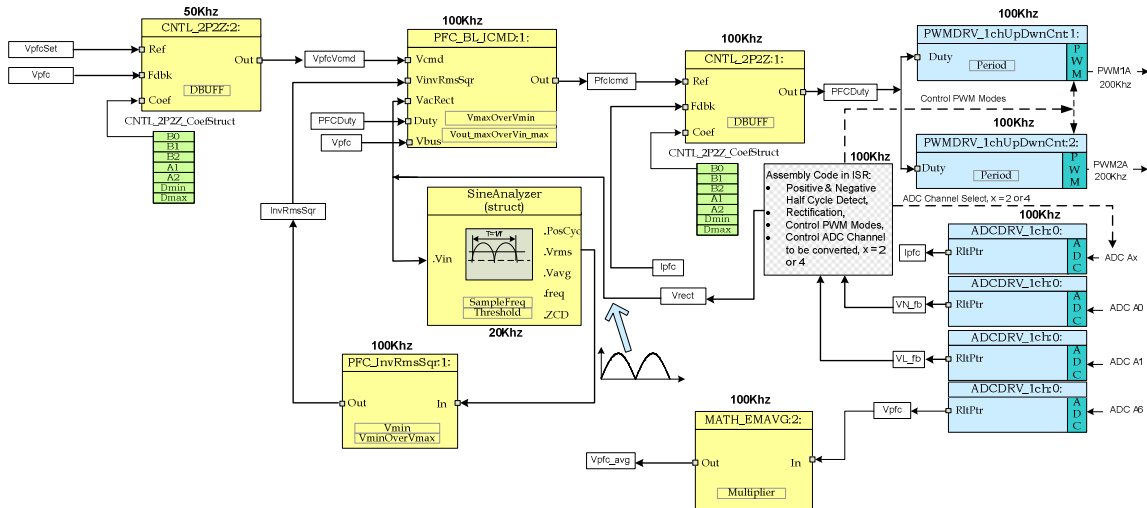 50Khz
CNTL_2P2Z:2:
VpfcSet
Ref
Vpfc
Fdbk
Out
Coef
DBUFF
CNTL_2P2Z_CoefStruct
B0
B1
B2
A1
A2
Dmin
Dmax
VpfcVcmd
100Khz
PFC_BL_ICMD:1:
Vcmd
VinvRmsSqr
Out
VacRect
PFCDuty
Duty
VmaxOverVmin
Vpfc
Vbus
Vout_maxOverVin_max
PfcIcmd
100Khz
CNTL_2P2Z:1:
Ref
Out
Fdbk
Coef
DBUFF
CNTL_2P2Z_CoefStruct
B0
B1
B2
A1
A2
Dmin
Dmax
PFCDuty
100Khz
PWMDRV_1chUpDwnCnt:1:
Duty
Period
P
W
M
PWM1A
200Khz
Control PWM Modes
100Khz
PWMDRV_1chUpDwnCnt:2:
Duty
Period
P
W
M
PWM2A
200Khz
100Khz
Assembly Code in ISR:
• Positive & Negative
Half Cycle Detect,
• Rectification,
• Control PWM Modes,
• Control ADC Channel
to be converted, x = 2
or 4
ADC Channel Select, x = 2 or 4
InvRmsSqr
SineAnalyzer
(struct)
T=1/f
.Vin
.PosCyc
.Vrms
.Vavg
.freq
.ZCD
SampleFreq
Threshold
20Khz
Ipfc
Vrect
100Khz
ADCDRV_1ch:0:
Ipfc
RltPtr
A
D
C
ADC Ax
ADCDRV_1ch:0:
VN_fb
RltPtr
A
D
C
ADC A0
ADCDRV_1ch:0:
VL_fb
RltPtr
A
D
C
ADC A1
ADCDRV_1ch:0:
Vpfc
RltPtr
A
D
C
ADC A6
100Khz
PFC_InvRmsSqr:1:
Out
In
Vmin
VminOverVmax
100Khz
MATH_EMAVG:2:
Vpfc_avg
Out
In
Multiplier